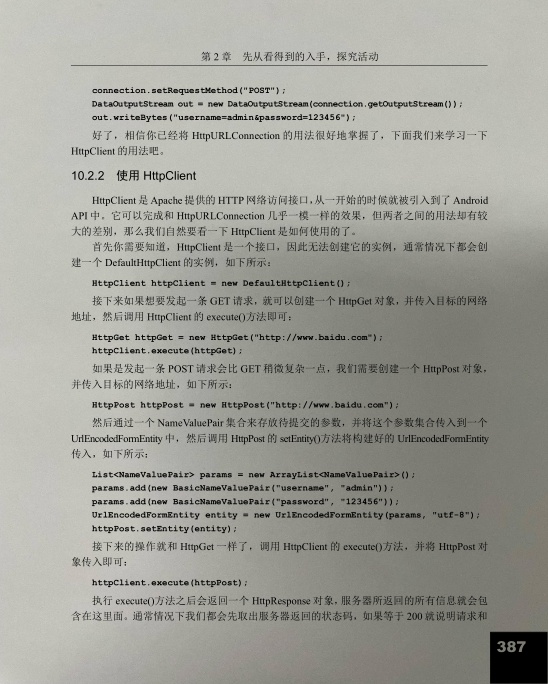 第 2 章 先从看得到的入手，探究活动
connection.setRequestMethod("POST");
DataOutputStream out = new DataOutputStream(connection.getOutputStream());
out.writeBytes("username=admin&password=123456");
好了，相信你已经将 HttpURLConnection 的用法很好地掌握了，下面我们来学习一下
HttpClient 的用法吧。
10.2.2 使用 HttpClient
HttpClient 是 Apache 提供的 HTTP 网络访问接口，从一开始的时候就被引入到了 Android
API 中。它可以完成和 HttpURLConnection 几乎一模一样的效果，但两者之间的用法却有较
大的差别，那么我们自然要看一下 HttpClient 是如何使用的了。
首先你需要知道，HttpClient 是一个接口，因此无法创建它的实例，通常情况下都会创
建一个 DefaultHttpClient 的实例，如下所示：
HttpClient httpClient = new DefaultHttpClient();
接下来如果想要发起一条 GET 请求，就可以创建一个 HttpGet 对象，并传入目标的网络
地址，然后调用 HttpClient 的 execute()方法即可：
HttpGet httpGet = new HttpGet("http://www.baidu.com");
httpClient.execute(httpGet);
如果是发起一条 POST 请求会比 GET 稍微复杂一点，我们需要创建一个 HttpPost 对象，
并传入目标的网络地址，如下所示：
HttpPost httpPost = new HttpPost("http://www.baidu.com");
然后通过一个 NameValuePair 集合来存放待提交的参数，并将这个参数集合传入到一个
UrlEncodedFormEntity 中，然后调用 HttpPost 的 setEntity()方法将构建好的 UrlEncodedFormEntity
传入，如下所示：
List<NameValuePair> params = new ArrayList<NameValuePair>();
params.add(new BasicNameValuePair("username", "admin"));
params.add(new BasicNameValuePair("password", "123456"));
UrlEncodedFormEntity entity = new UrlEncodedFormEntity(params, "utf-8");
httpPost.setEntity(entity);
接下来的操作就和 HttpGet 一样了，调用 HttpClient 的 execute()方法，并将 HttpPost 对
象传入即可：
httpClient.execute(httpPost);
执行 execute()方法之后会返回一个 HttpResponse 对象，服务器所返回的所有信息就会包
含在这里面。通常情况下我们都会先取出服务器返回的状态码，如果等于 200 就说明请求和
387